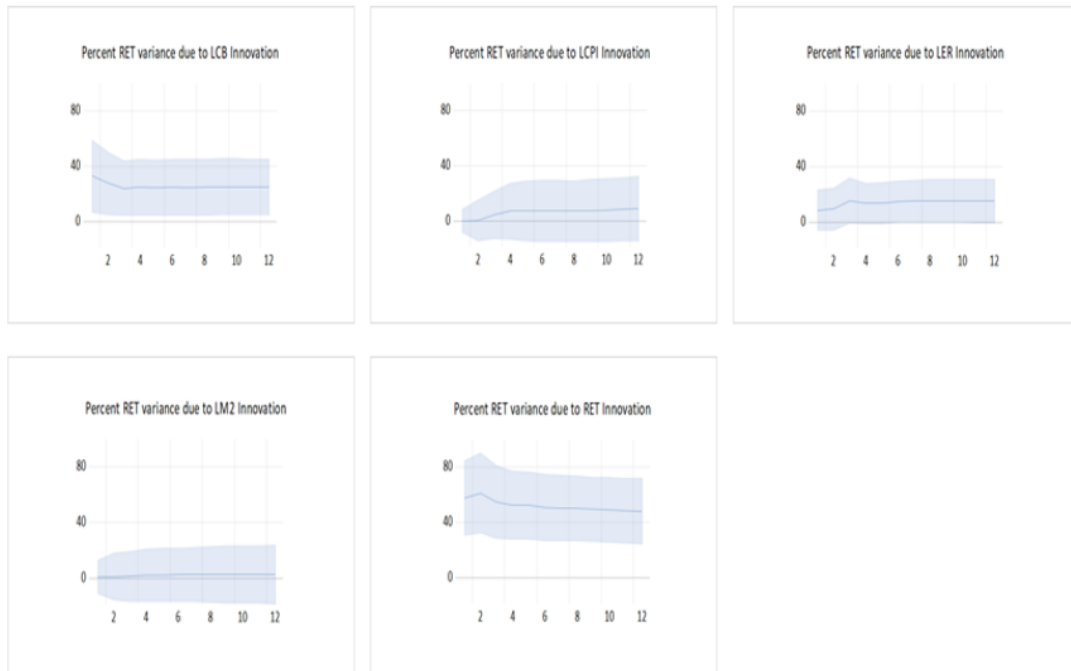 Percent RET variance due to LCB Innovation
80
40
0
2 4 6 8 10 12
Percent RET variance due to LCPI Innovation
80
40
0
2 4 6 8 10 12
Percent RET variance due to LER Innovation
80
40
0
2 4 6 8 10 12
Percent RET variance due to LM2 Innovation
80
40
0
2 4 6 8 10 12
Percent RET variance due to RET Innovation
80
40
0
2 4 6 8 10 12